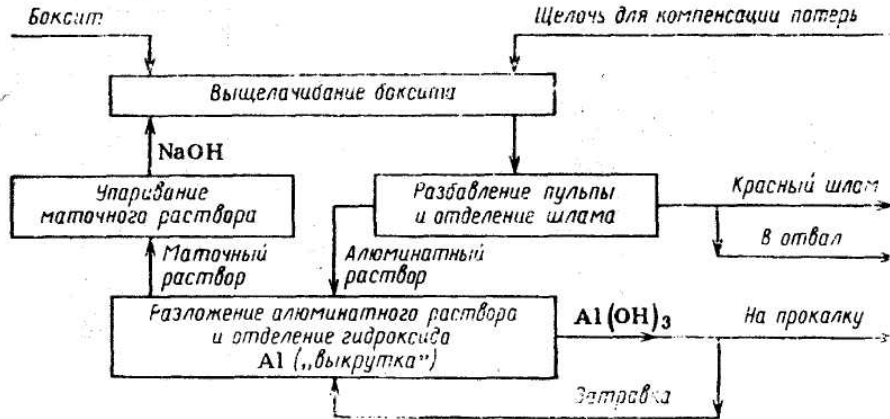 Боксит
Щелочь для компенсации потерь
Выщелачивание боксита
NaOH
Упаривание
маточного раствора
Разбавление пульпы
и отделение шлама
Красный шлам
В отвал
Маточный
раствор
Алюминатный
раствор
Разложение алюминатного раствора
и отделение гидроксида
Al („выкрутка”)
Al(OH)₃
На прокалку
Затравка